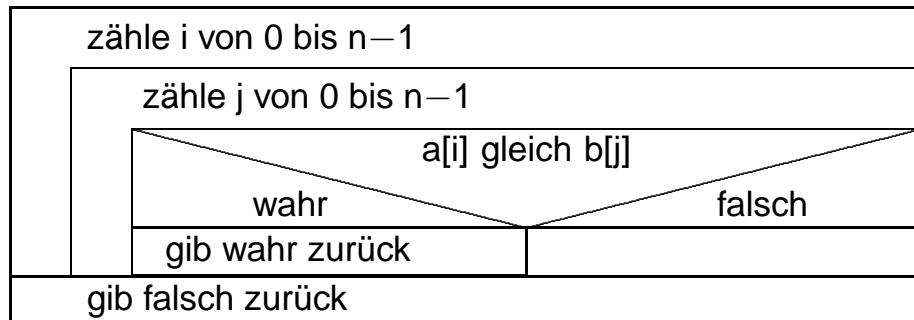 zähle i von 0 bis n−1
zähle j von 0 bis n−1
a[i] gleich b[j]
wahr falsch
gib wahr zurück
gib falsch zurück